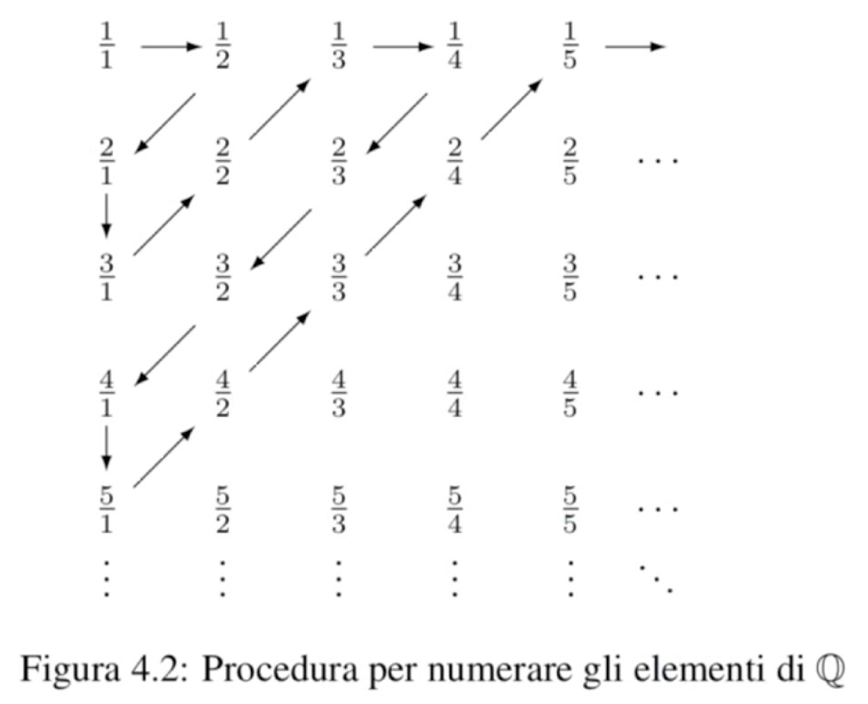 1/1 → 1/2 1/3 → 1/4 1/5 →
2/1 2/2 2/3 2/4 2/5 ...
3/1 3/2 3/3 3/4 3/5 ...
4/1 4/2 4/3 4/4 4/5 ...
5/1 5/2 5/3 5/4 5/5 ...
⋮ ⋮ ⋮ ⋮ ⋮ ⋱
Figura 4.2: Procedura per numerare gli elementi di ℚ